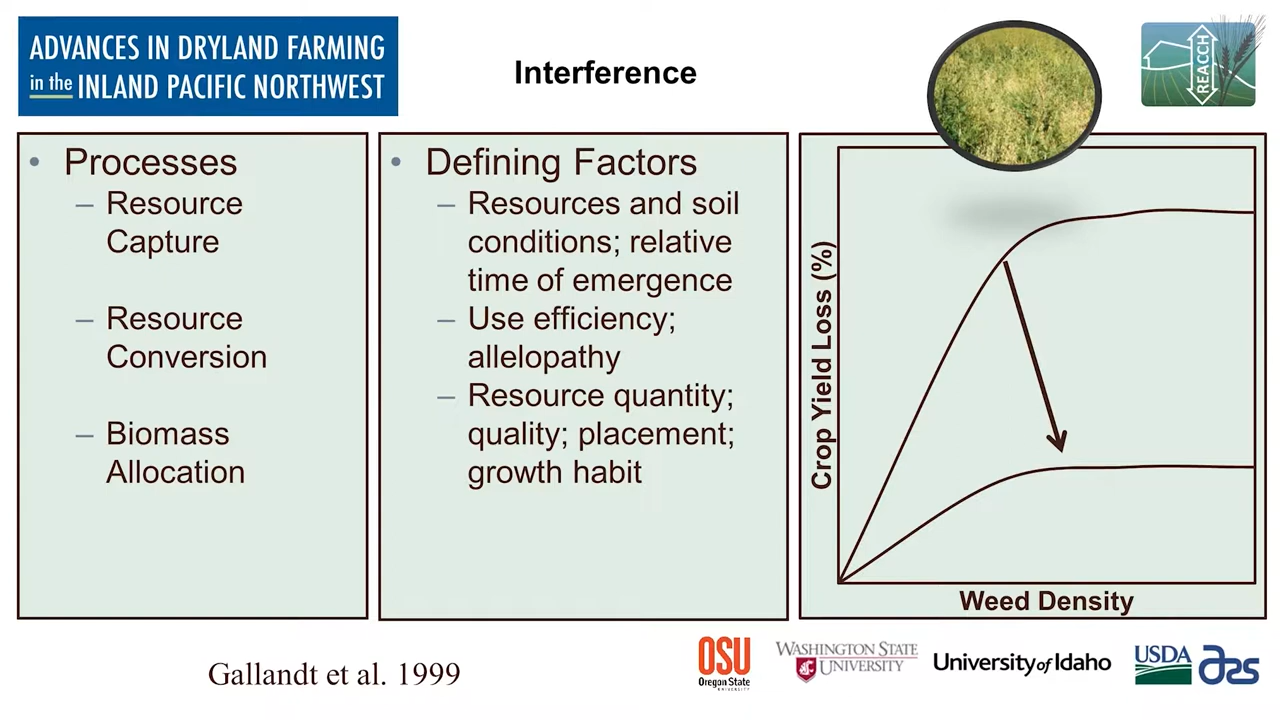 ADVANCES IN DRYLAND FARMING
in the INLAND PACIFIC NORTHWEST
Interference
REACCH
• Processes
– Resource
Capture
– Resource
Conversion
– Biomass
Allocation
• Defining Factors
– Resources and soil
conditions; relative
time of emergence
– Use efficiency;
allelopathy
– Resource quantity;
quality; placement;
growth habit
Crop Yield Loss (%)
Weed Density
Gallandt et al. 1999
OSU
Oregon State
UNIVERSITY
WASHINGTON STATE
UNIVERSITY
University of Idaho
USDA
ars